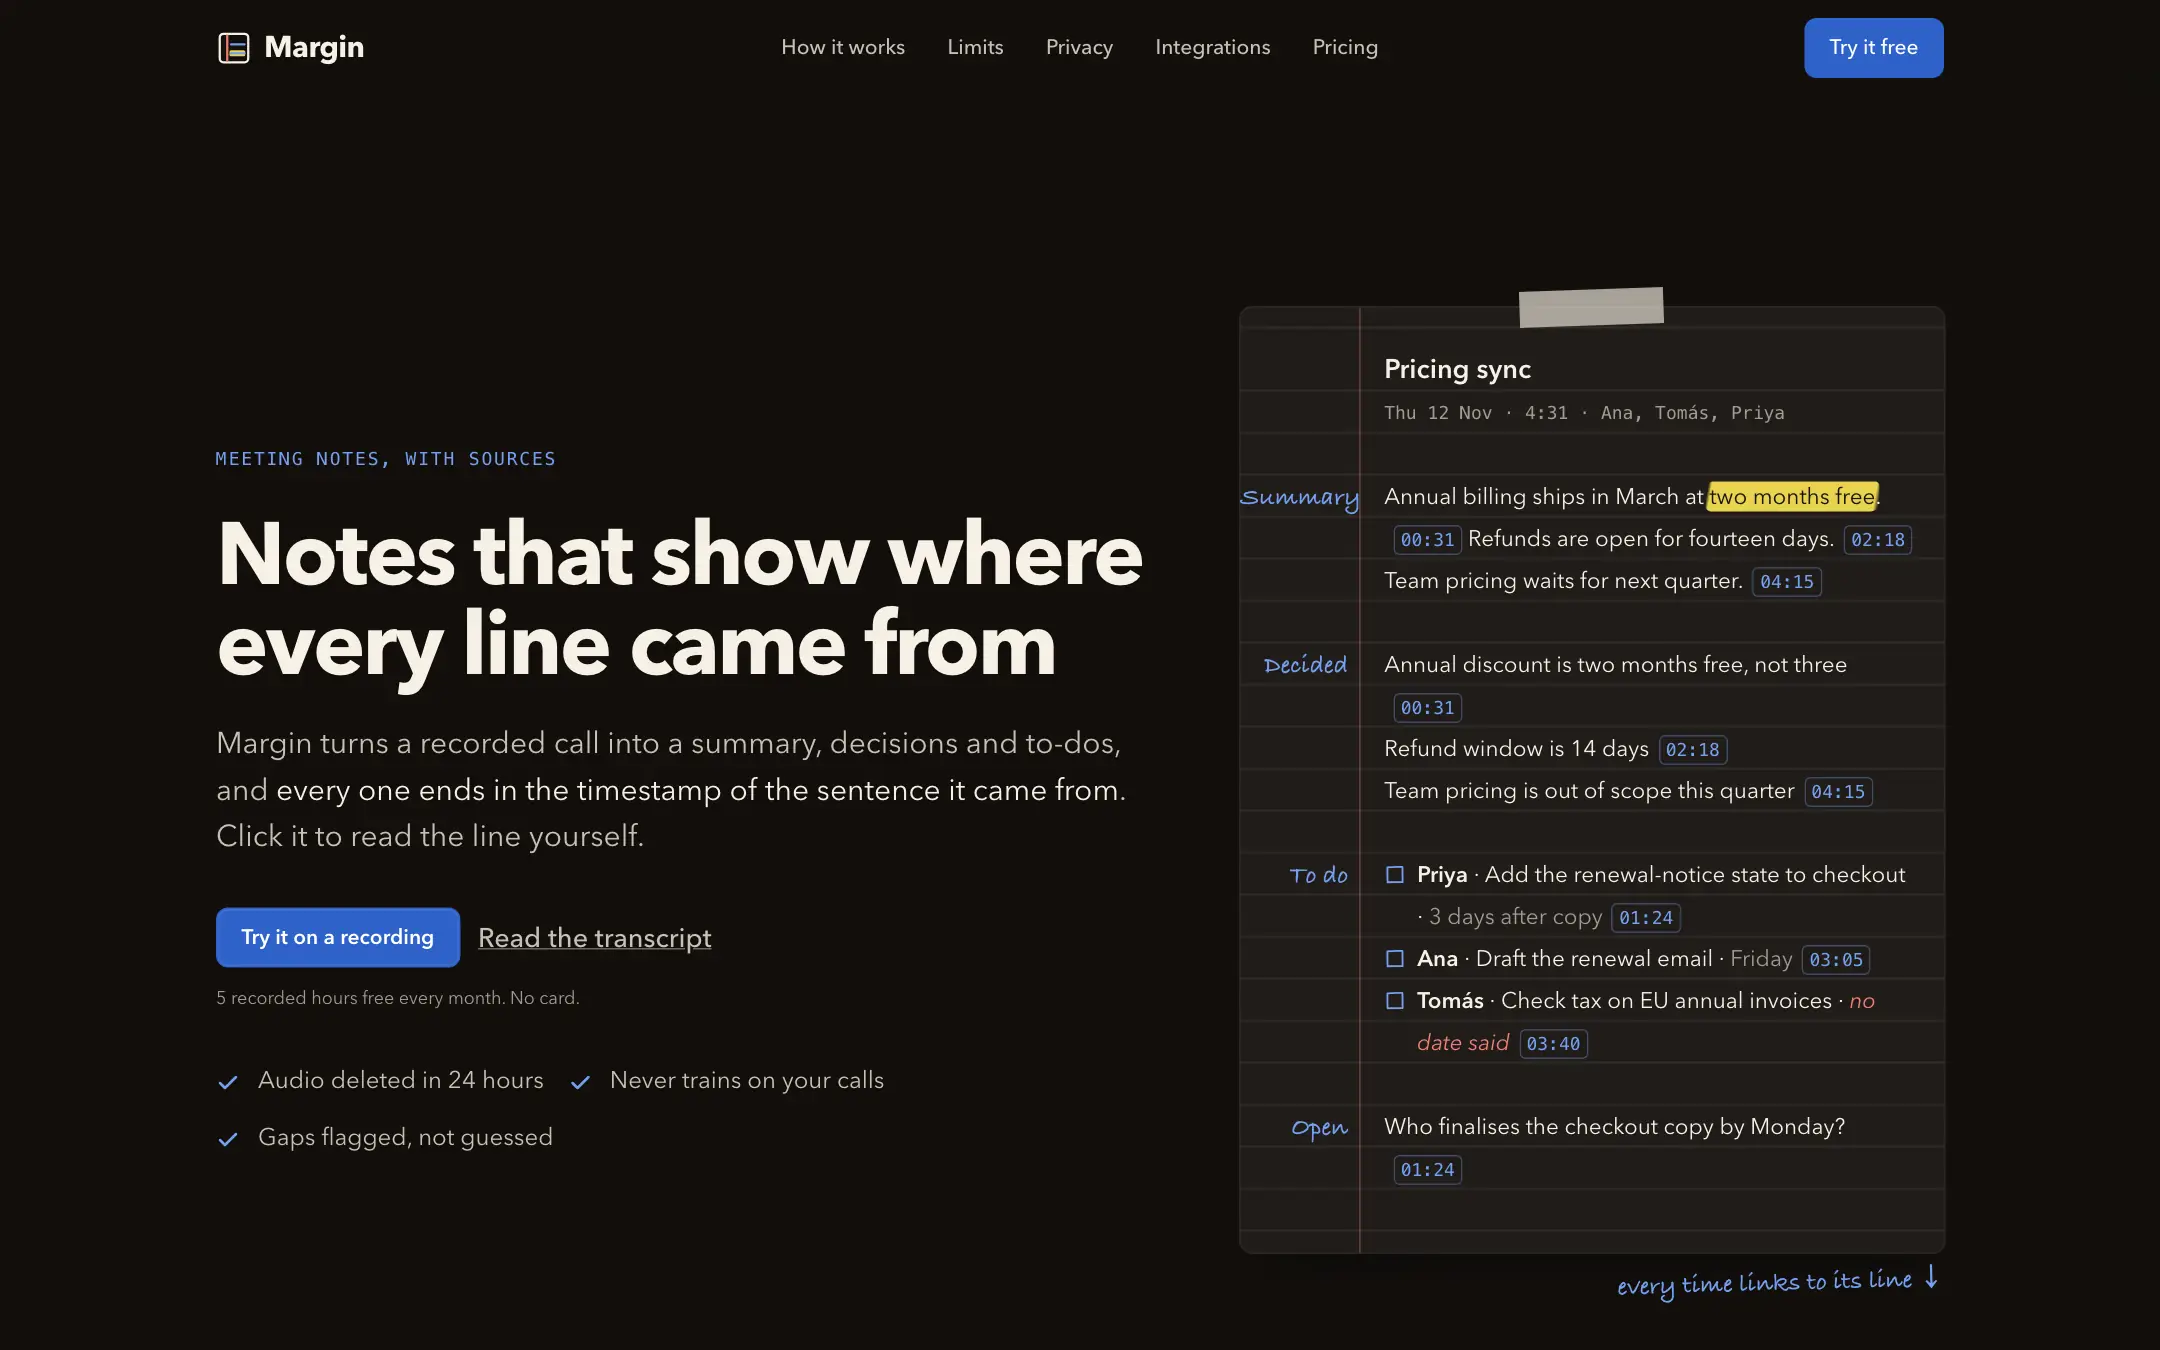 Margin
How it works
Limits
Privacy
Integrations
Pricing
Try it free
MEETING NOTES, WITH SOURCES
Notes that show where
every line came from
Margin turns a recorded call into a summary, decisions and to-dos,
and every one ends in the timestamp of the sentence it came from.
Click it to read the line yourself.
Try it on a recording
Read the transcript
5 recorded hours free every month. No card.
Audio deleted in 24 hours
Never trains on your calls
Gaps flagged, not guessed
Pricing sync
Thu 12 Nov · 4:31 · Ana, Tomás, Priya
Summary
Annual billing ships in March at two months free.
00:31 Refunds are open for fourteen days. 02:18
Team pricing waits for next quarter. 04:15
Decided
Annual discount is two months free, not three
00:31
Refund window is 14 days 02:18
Team pricing is out of scope this quarter 04:15
To do
Priya · Add the renewal-notice state to checkout
· 3 days after copy 01:24
Ana · Draft the renewal email · Friday 03:05
Tomás · Check tax on EU annual invoices · no
date said 03:40
Open
Who finalises the checkout copy by Monday?
01:24
every time links to its line ↓